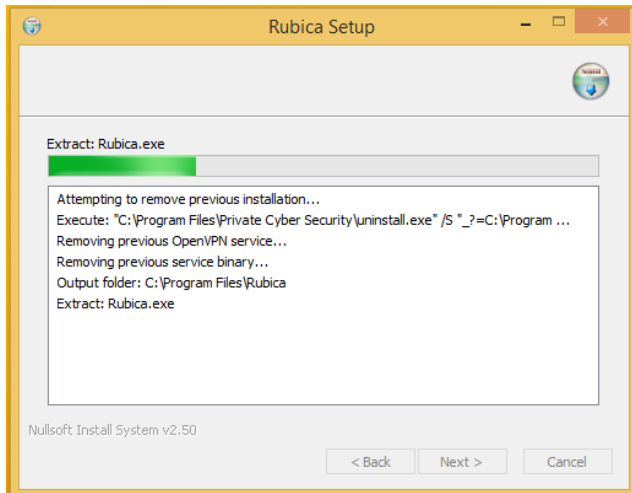 Rubica Setup
Extract: Rubica.exe
Attempting to remove previous installation...
Execute: "C:\Program Files\Private Cyber Security\uninstall.exe" /S "_?=C:\Program ...
Removing previous OpenVPN service...
Removing previous service binary...
Output folder: C:\Program Files\Rubica
Extract: Rubica.exe
Nullsoft Install System v2.50
< Back Next > Cancel